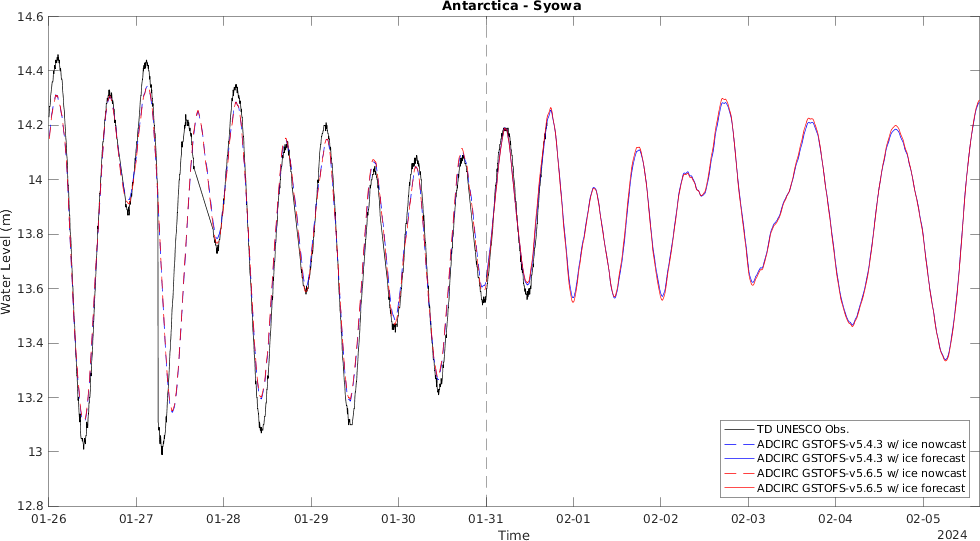 Antarctica - Syowa
14.6
14.4
14.2
14
13.8
13.6
13.4
13.2
13
12.8
Water Level (m)
TD UNESCO Obs.
ADCIRC GSTOFS-v5.4.3 w/ ice nowcast
ADCIRC GSTOFS-v5.4.3 w/ ice forecast
ADCIRC GSTOFS-v5.6.5 w/ ice nowcast
ADCIRC GSTOFS-v5.6.5 w/ ice forecast
01-26 01-27 01-28 01-29 01-30 01-31 02-01 02-02 02-03 02-04 02-05
Time
2024